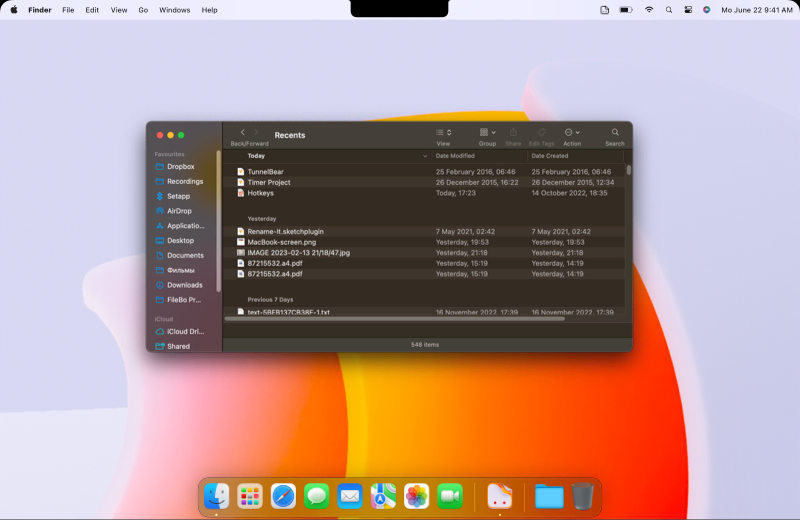 Finder File Edit View Go Windows Help Mo June 22 9:41 AM
Recents
Back/Forward View Group Share Edit Tags Action Search
Favourites
Dropbox
Recordings
Setapp
AirDrop
Applicatio...
Desktop
Documents
Фильмы
Downloads
FileBo Pr...
iCloud
iCloud Dri...
Shared
Today Date Modified Date Created
TunnelBear 25 February 2016, 06:46 25 February 2016, 06:46
Timer Project 26 December 2015, 16:22 26 December 2015, 12:34
Hotkeys Today, 17:23 14 October 2022, 18:35
Yesterday
Rename-It.sketchplugin 7 May 2021, 02:42 7 May 2021, 02:42
MacBook-screen.png Yesterday, 19:53 Yesterday, 19:53
IMAGE 2023-02-13 21/18/47.jpg Yesterday, 21:18 Yesterday, 21:18
87215532.a4.pdf Yesterday, 15:19 Yesterday, 14:19
87215532.a4.pdf Yesterday, 15:19 Yesterday, 14:19
Previous 7 Days
16 November 2022, 17:39 16 November 2022, 17:39
549 items